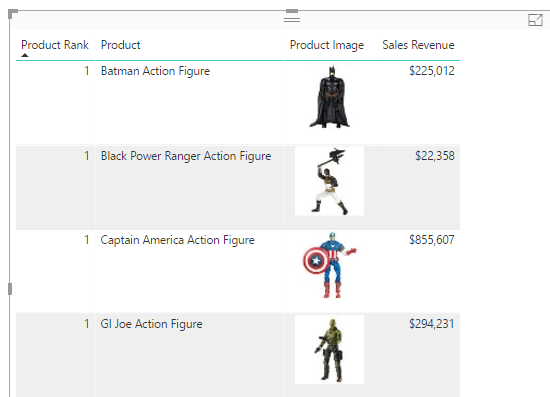 Product Rank Product Product Image Sales Revenue
1 Batman Action Figure $225,012
1 Black Power Ranger Action Figure $22,358
1 Captain America Action Figure $855,607
1 GI Joe Action Figure $294,231